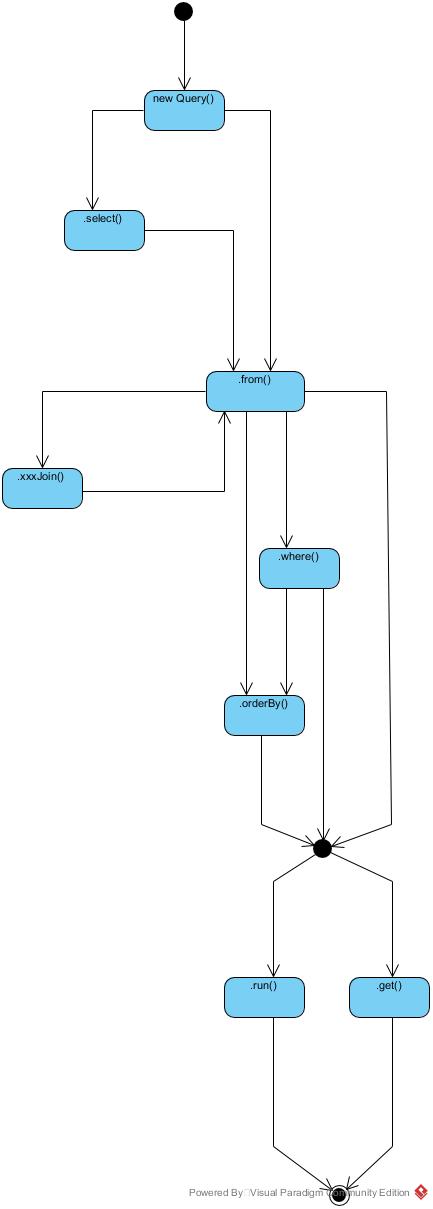 new Query()
.select()
.from()
.xxxJoin()
.where()
.orderBy()
.run()
.get()
Powered By Visual Paradigm Community Edition